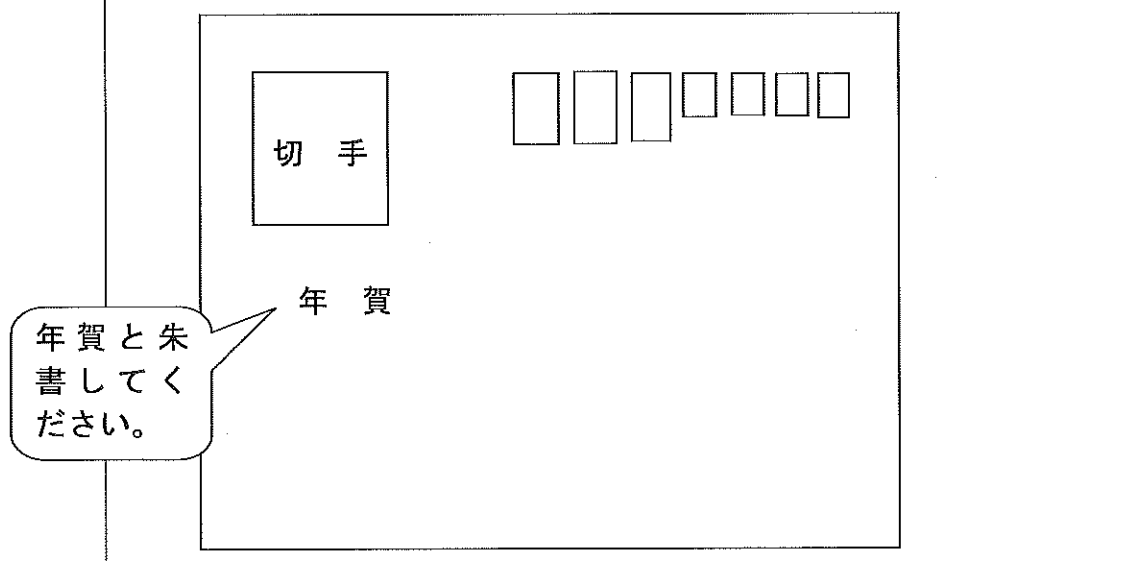 切 手
年 賀
年賀と朱
書してく
ださい。